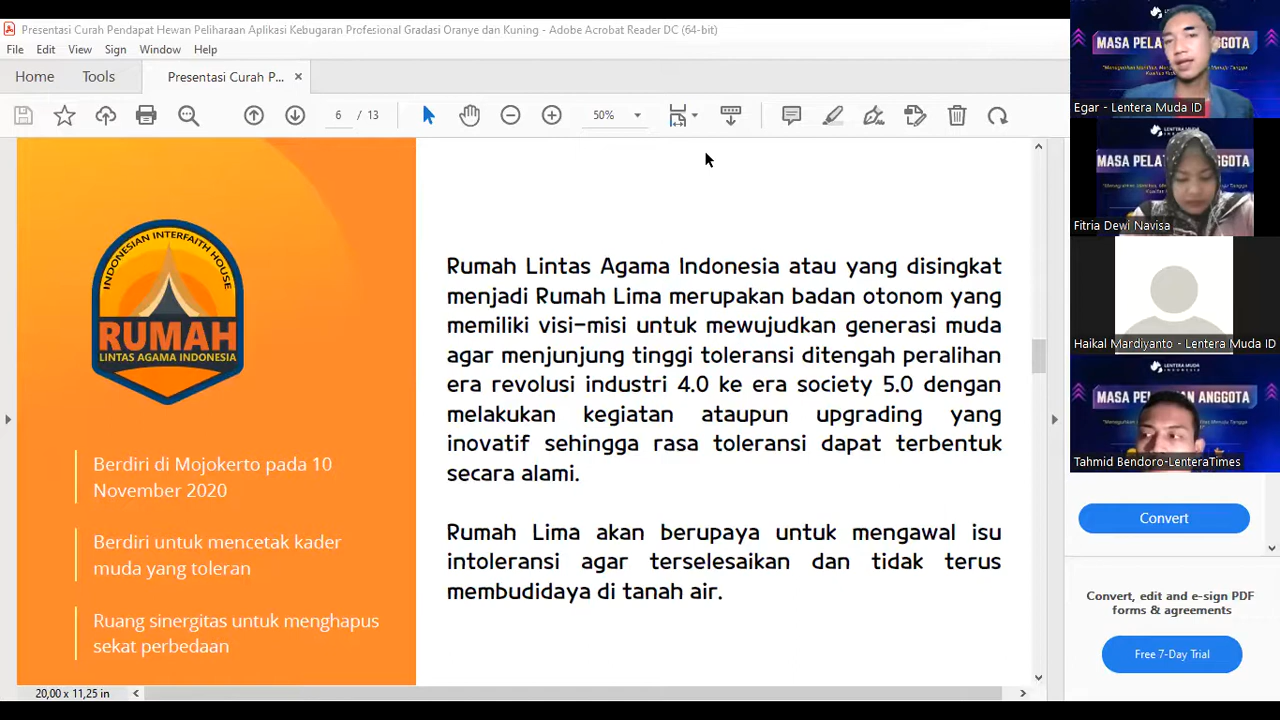 Presentasi Curah Pendapat Hewan Peliharaan Aplikasi Kebugaran Profesional Gradasi Oranye dan Kuning - Adobe Acrobat Reader DC (64-bit)
File Edit View Sign Window Help
Home Tools Presentasi Curah P... ×
6 / 13 50%
INDONESIAN INTERFAITH HOUSE
RUMAH
LINTAS AGAMA INDONESIA
Berdiri di Mojokerto pada 10
November 2020
Berdiri untuk mencetak kader
muda yang toleran
Ruang sinergitas untuk menghapus
sekat perbedaan
Rumah Lintas Agama Indonesia atau yang disingkat
menjadi Rumah Lima merupakan badan otonom yang
memiliki visi-misi untuk mewujudkan generasi muda
agar menjunjung tinggi toleransi ditengah peralihan
era revolusi industri 4.0 ke era society 5.0 dengan
melakukan kegiatan ataupun upgrading yang
inovatif sehingga rasa toleransi dapat terbentuk
secara alami.
Rumah Lima akan berupaya untuk mengawal isu
intoleransi agar terselesaikan dan tidak terus
membudidaya di tanah air.
20,00 x 11,25 in
MASA PEL
OTA
Egar - Lentera Muda ID
LENTERA MUDA
MASA PELA
GGOTA
Fitria Dewi Navisa
Haikal Mardiyanto - Lentera Muda ID
LENTERA MUDA
MASA PEL
AN ANGGOTA
Tahmid Bendoro-LenteraTimes
Convert
Convert, edit and e-sign PDF
forms & agreements
Free 7-Day Trial